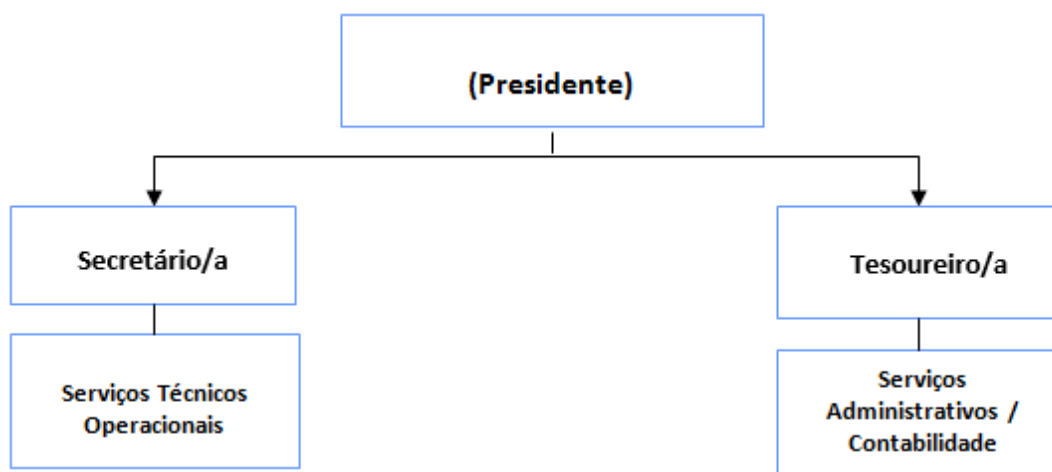 (Presidente)
Secretário/a
Tesoureiro/a
Serviços Técnicos
Operacionais
Serviços
Administrativos /
Contabilidade